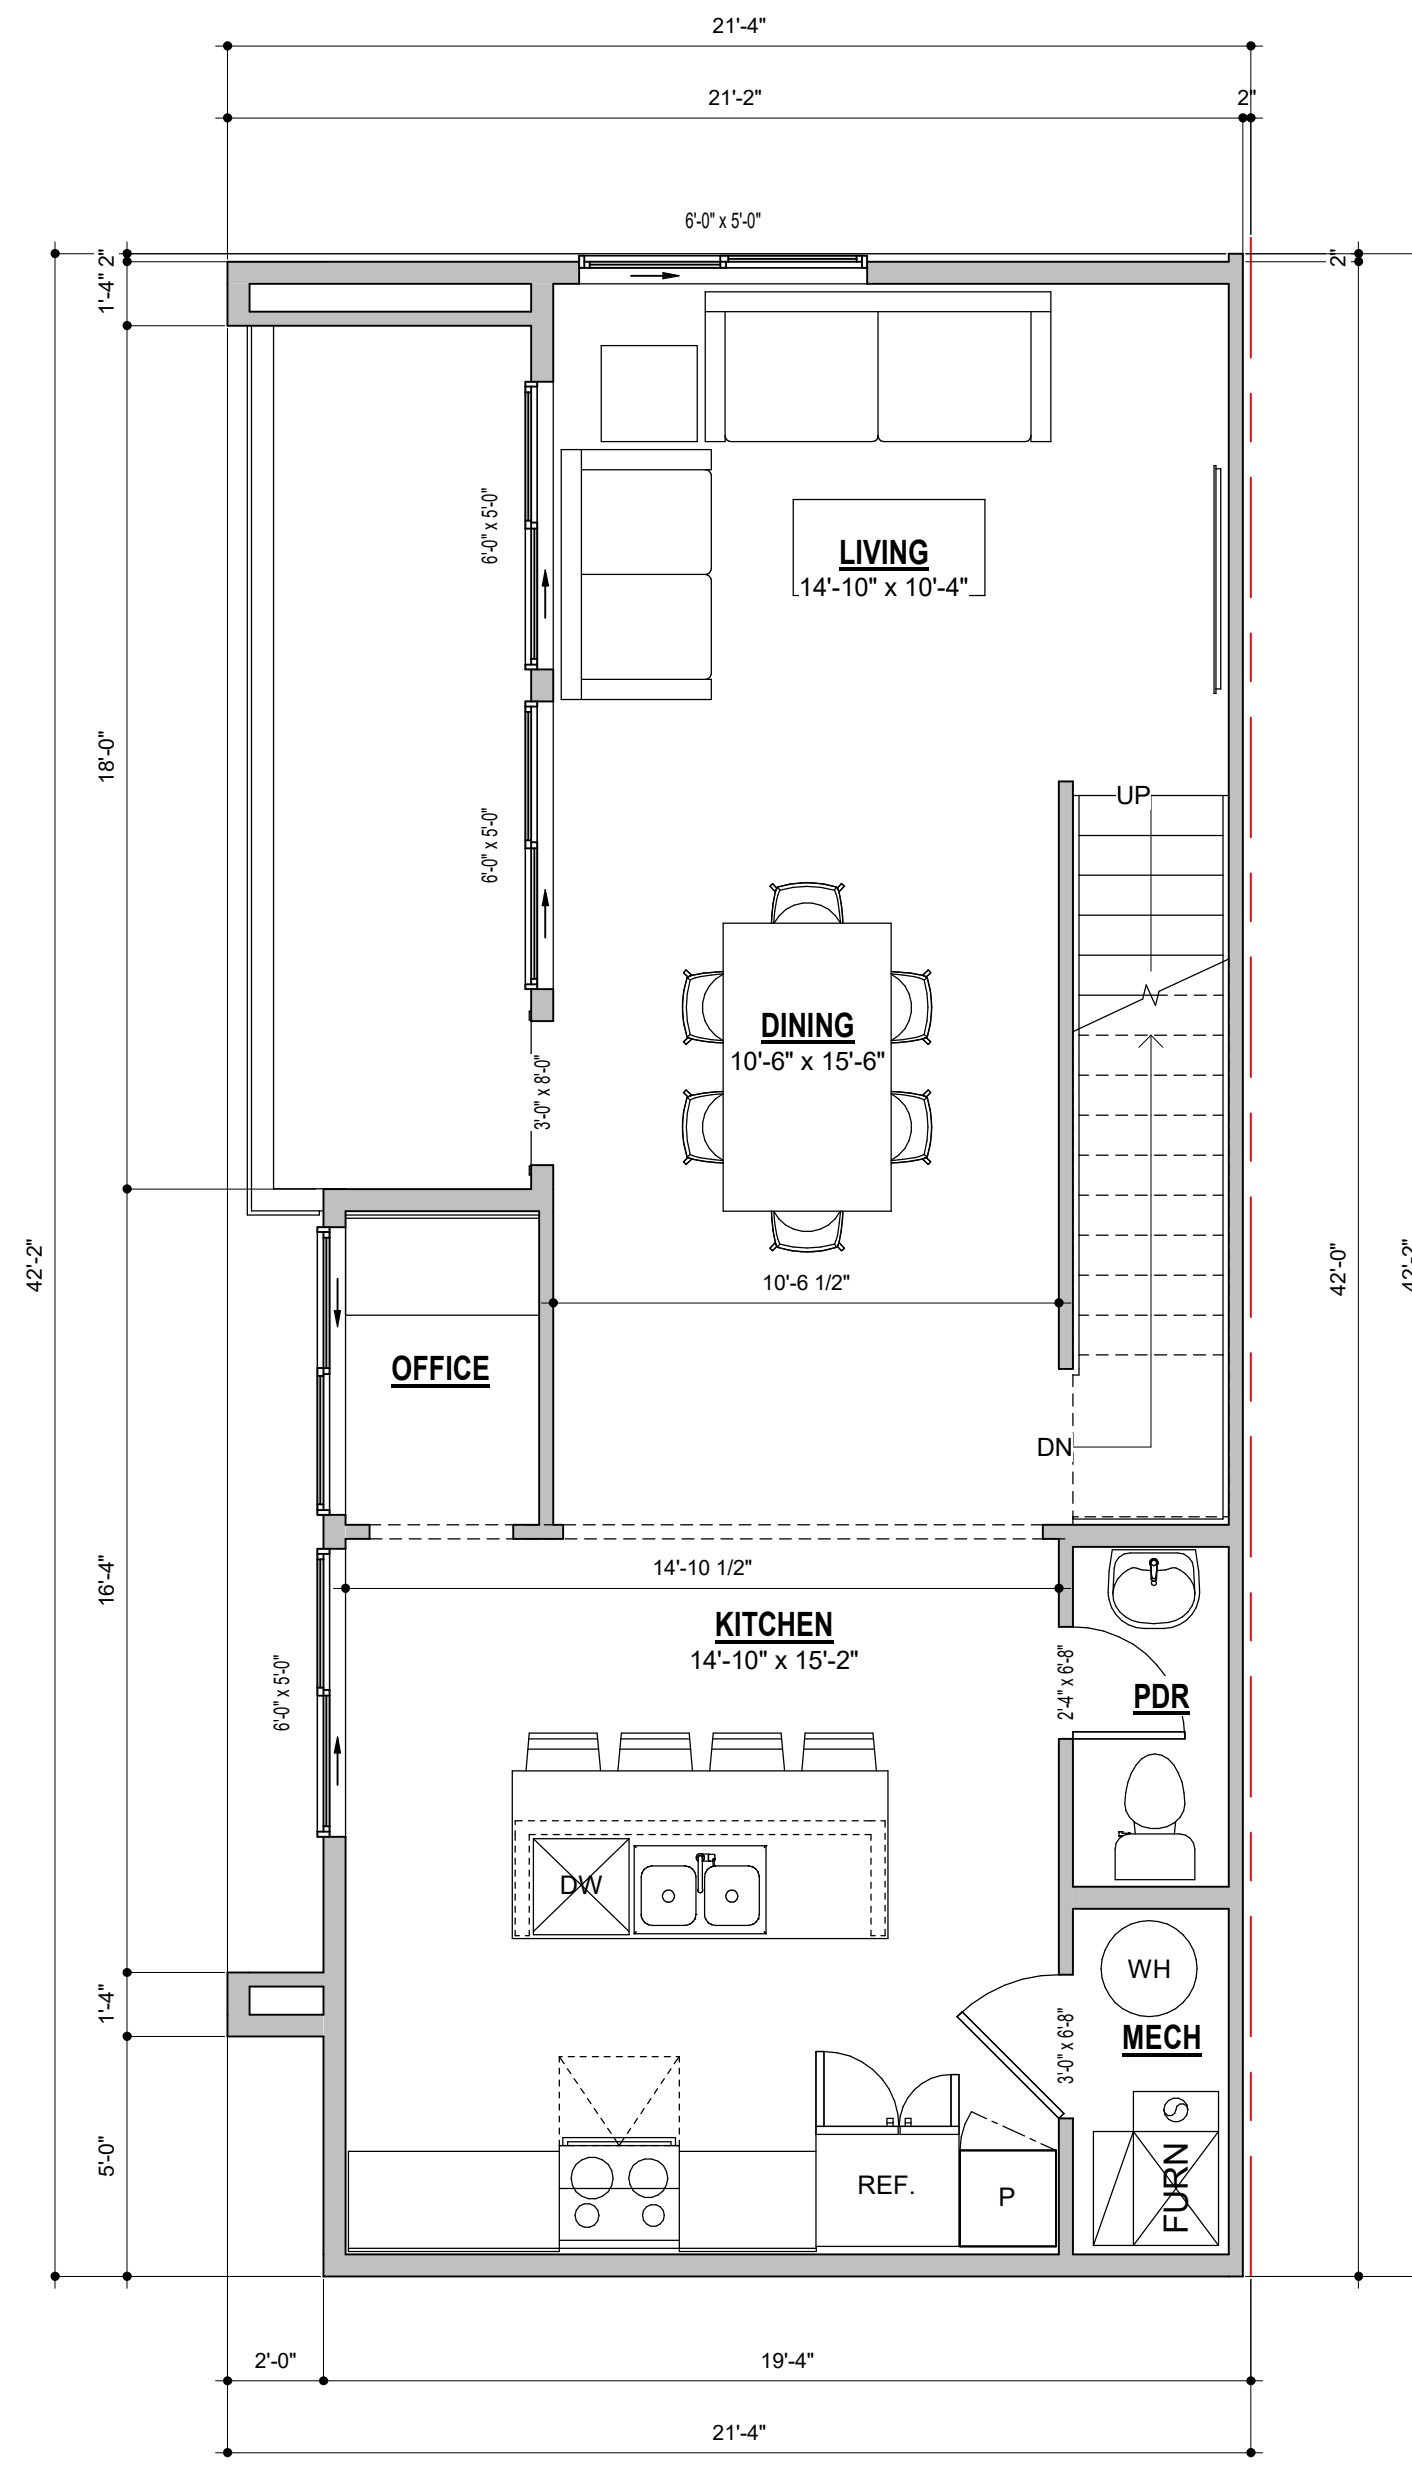 21'-4"
21'-2"
2"
6'-0" x 5'-0"
2"
2"
1'-4"
6'-0" x 5'-0"
LIVING
14'-10" x 10'-4"
18'-0"
UP
6'-0" x 5'-0"
DINING
10'-6" x 15'-6"
3'-0" x 8'-0"
42'-2"
42'-0"
42'-2"
10'-6 1/2"
OFFICE
DN
16'-4"
14'-10 1/2"
KITCHEN
14'-10" x 15'-2"
6'-0" x 5'-0"
2'-4" x 6'-8"
PDR
DW
WH
1'-4"
3'-0" x 6'-8"
MECH
5'-0"
REF.
P
FURN
2'-0"
19'-4"
21'-4"